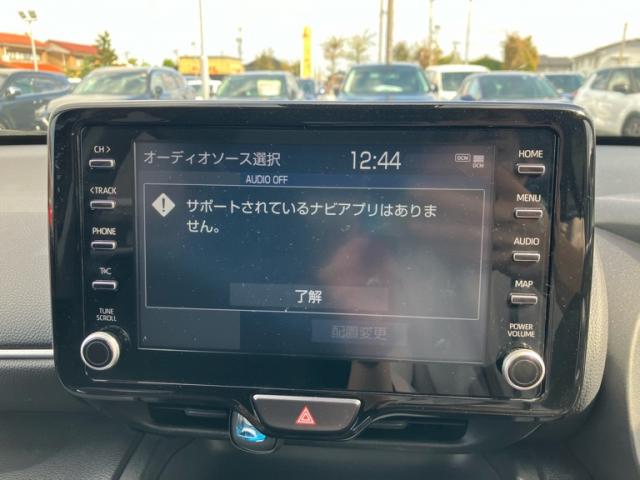 オーディオソース選択
12:44
DCM
DCM
AUDIO OFF
サポートされているナビアプリはありま
せん。
了解
配置変更
CH >
< TRACK
PHONE
T&C
TUNE
SCROLL
HOME
MENU
AUDIO
MAP
POWER
VOLUME